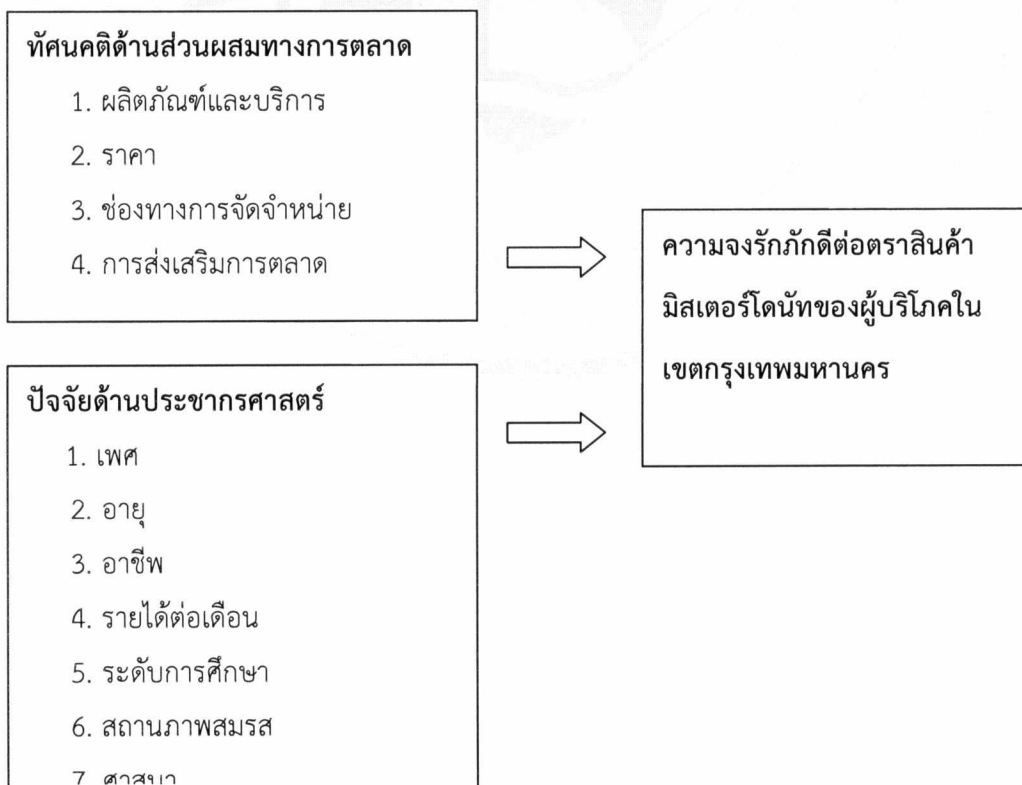 ทัศนคติด้านส่วนผสมทางการตลาด
1. ผลิตภัณฑ์และบริการ
2. ราคา
3. ช่องทางการจัดจำหน่าย
4. การส่งเสริมการตลาด
ความจงรักภักดีต่อตราสินค้า
มิสเตอร์โดนัทของผู้บริโภคใน
เขตกรุงเทพมหานคร
ปัจจัยด้านประชากรศาสตร์
1. เพศ
2. อายุ
3. อาชีพ
4. รายได้ต่อเดือน
5. ระดับการศึกษา
6. สถานภาพสมรส
7. ศาสนา